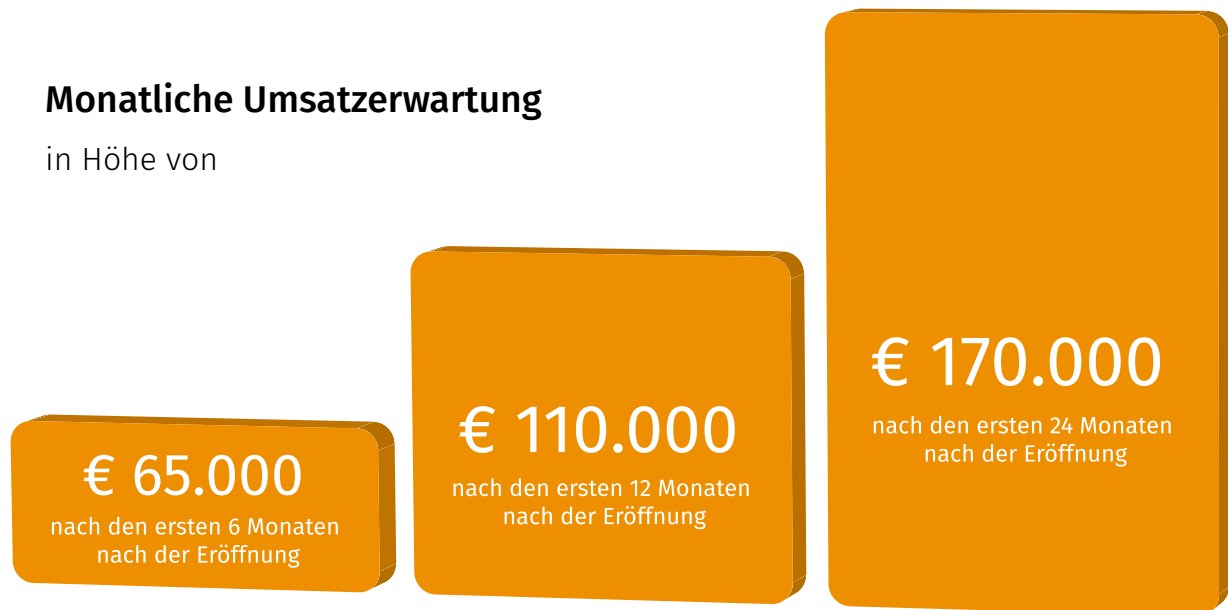 Monatliche Umsatzerwartung
in Höhe von
€ 65.000
nach den ersten 6 Monaten
nach der Eröffnung
€ 110.000
nach den ersten 12 Monaten
nach der Eröffnung
€ 170.000
nach den ersten 24 Monaten
nach der Eröffnung